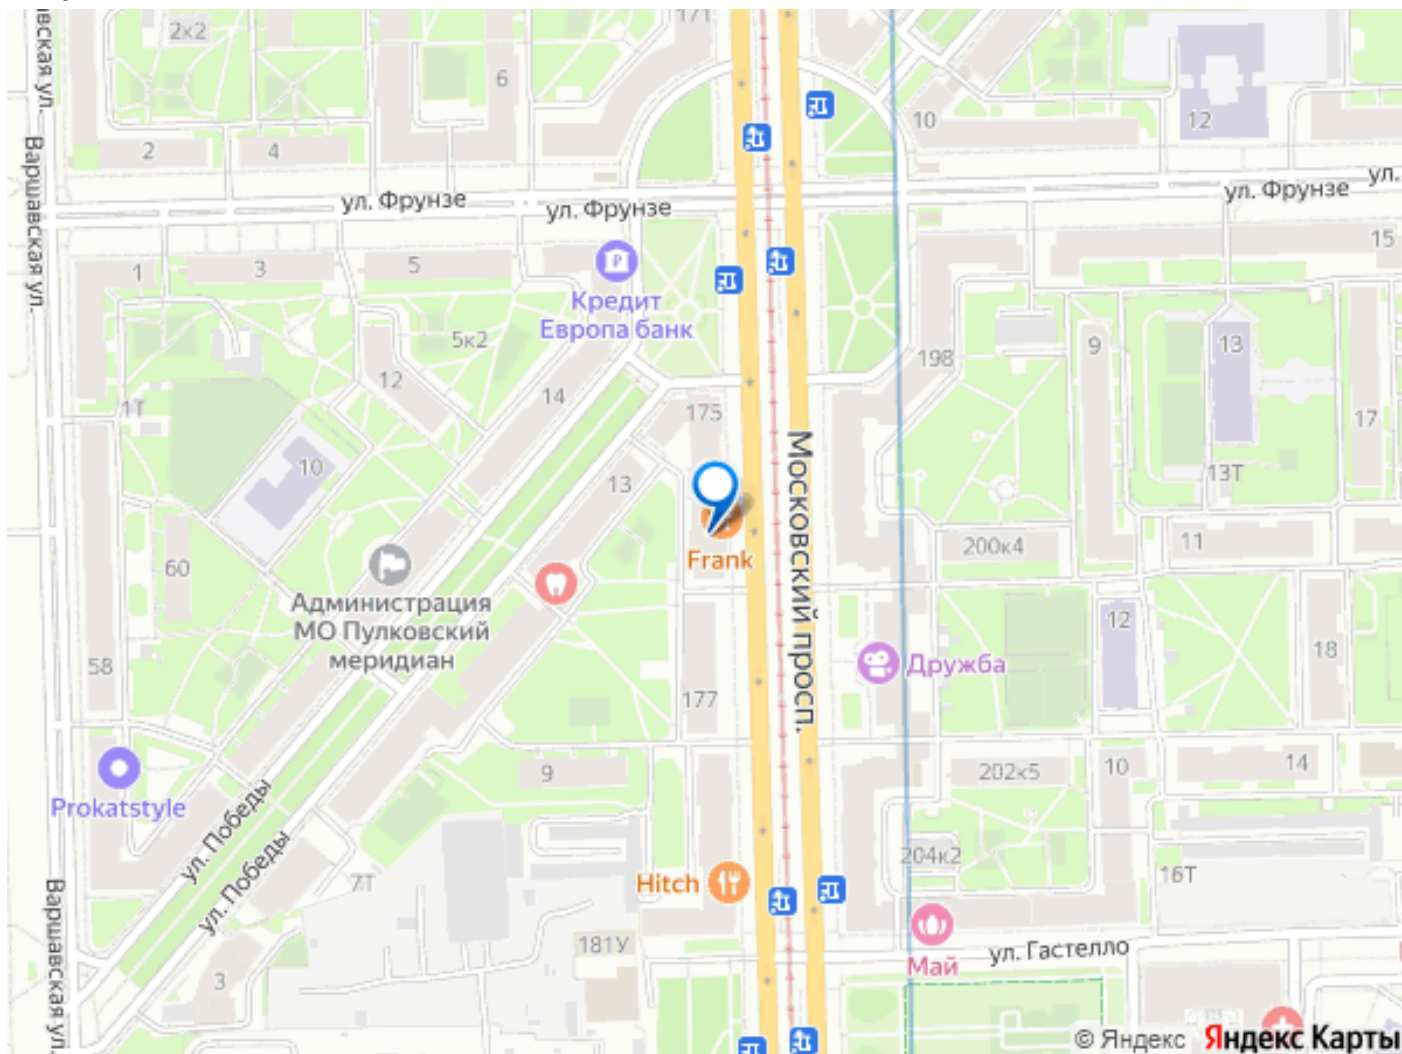 171
2к2
6
10
12
2
4
вская ул.
Варшавская ул.
ул. Фрунзе
ул. Фрунзе
ул. Фрунзе
ул.
1
3
5
15
Кредит
Европа банк
5к2
12
14
198
9
13
175
17
1Т
10
13
13Т
Московский просп.
Frank
200к4
11
60
Администрация
МО Пулковский
меридиан
12
18
58
Дружба
177
9
202к5
10
14
Prokatstyle
ул. Победы
ул. Победы
7Т
Hitch
204к2
16Т
Варшавская ул.
181У
Май
ул. Гастелло
3
© Яндекс Яндекс Карты